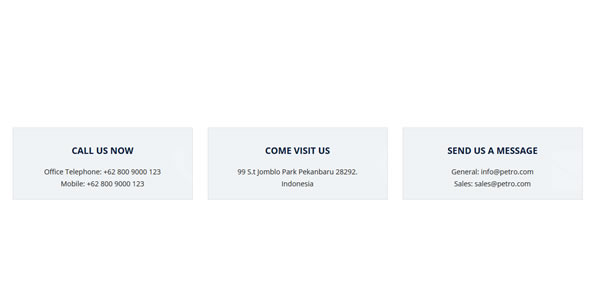 CALL US NOW
Office Telephone: +62 800 9000 123
Mobile: +62 800 9000 123
COME VISIT US
99 S.t Jomblo Park Pekanbaru 28292.
Indonesia
SEND US A MESSAGE
General: info@petro.com
Sales: sales@petro.com